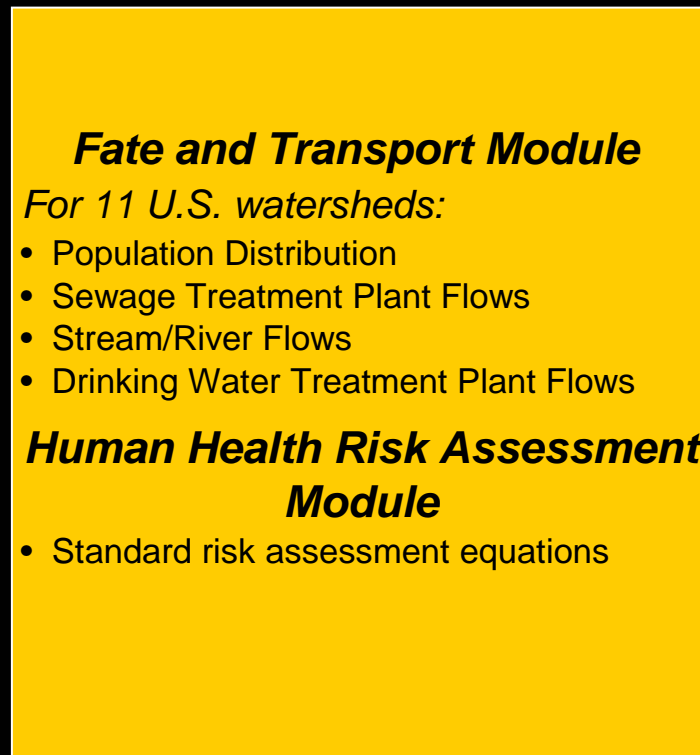 Fate and Transport Module
For 11 U.S. watersheds:
• Population Distribution
• Sewage Treatment Plant Flows
• Stream/River Flows
• Drinking Water Treatment Plant Flows
Human Health Risk Assessment
Module
• Standard risk assessment equations